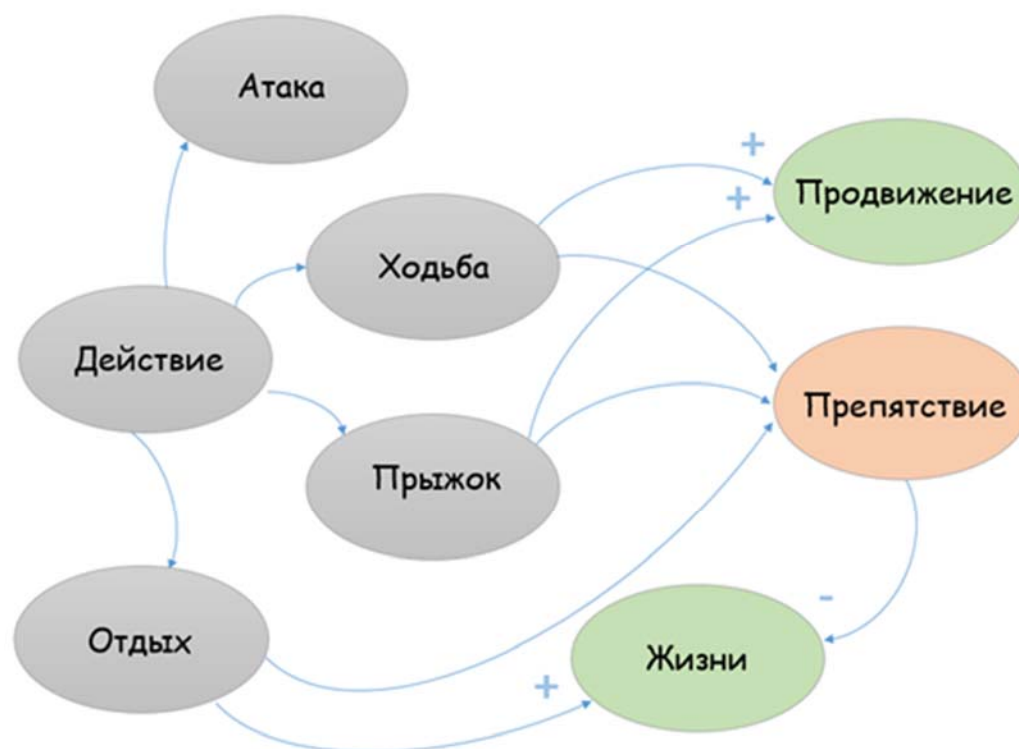 Атака
+
Продвижение
+
Ходьба
Действие
Препятствие
Прыжок
-
Отдых
Жизни
+